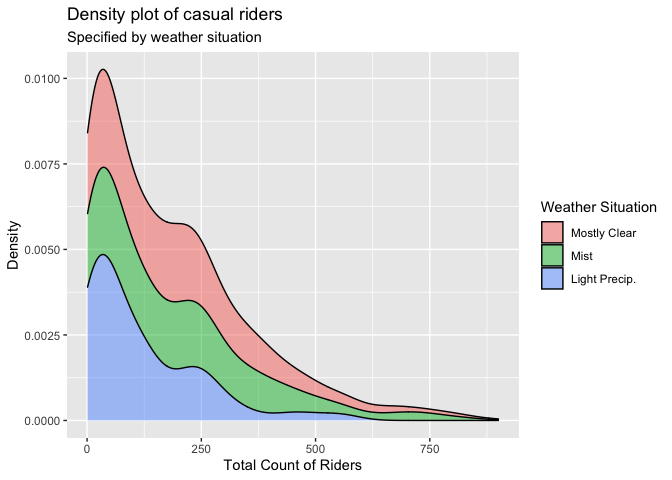 Density plot of casual riders
Specified by weather situation
0.0100
0.0075
0.0050
0.0025
0.0000
Density
0 250 500 750
Total Count of Riders
Weather Situation
Mostly Clear
Mist
Light Precip.